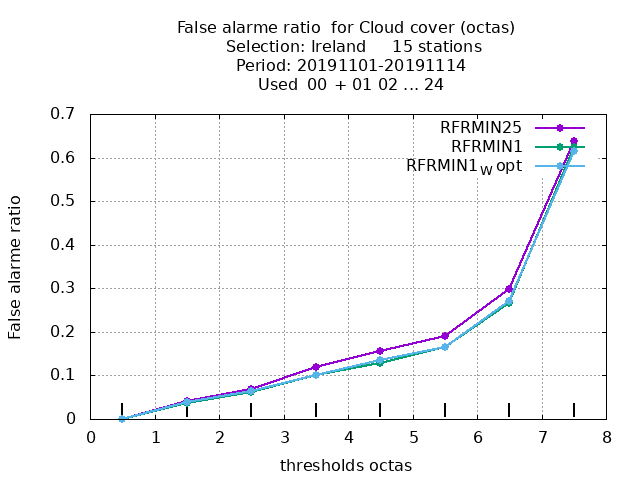 False alarme ratio  for Cloud cover (octas)
Selection: Ireland     15 stations
Period: 20191101-20191114
Used  00  + 01 02 ... 24
RFRMIN25
RFRMIN1
RFRMIN1W opt
False alarme ratio
0.7
0.6
0.5
0.4
0.3
0.2
0.1
0
0 1 2 3 4 5 6 7 8
thresholds octas